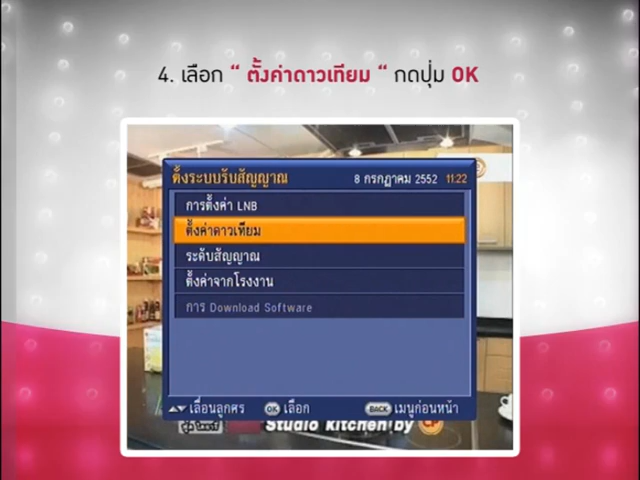 4. เลือก “ ตั้งค่าดาวเทียม “ กดปุ่ม OK
ตั้งระบบรับสัญญาณ 8 กรกฏาคม 2552 11:22
การตั้งค่า LNB
ตั้งค่าดาวเทียม
ระดับสัญญาณ
ตั้งค่าจากโรงงาน
การ Download Software
เลื่อนลูกศร OK เลือก BACK เมนูก่อนหน้า
Studio kitchen by CP